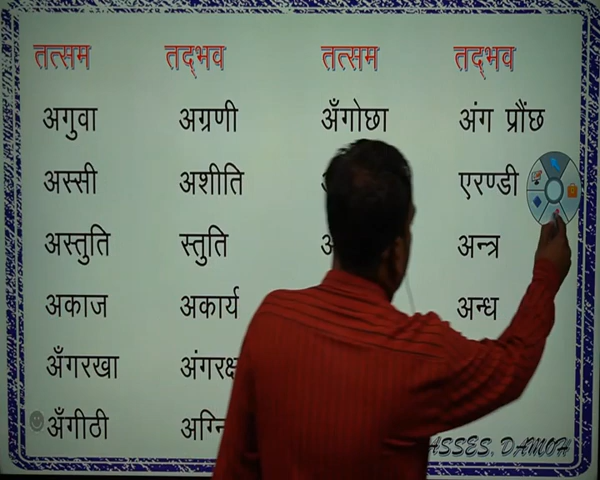 तत्सम तद्भव तत्सम तद्भव
अगुवा अग्रणी अँगोछा अंग प्रौंछ
अस्सी अशीति एरण्डी
अस्तुति स्तुति अन्त्र
अकाज अकार्य अन्ध
अँगरखा
अँगीठी
DAMOH